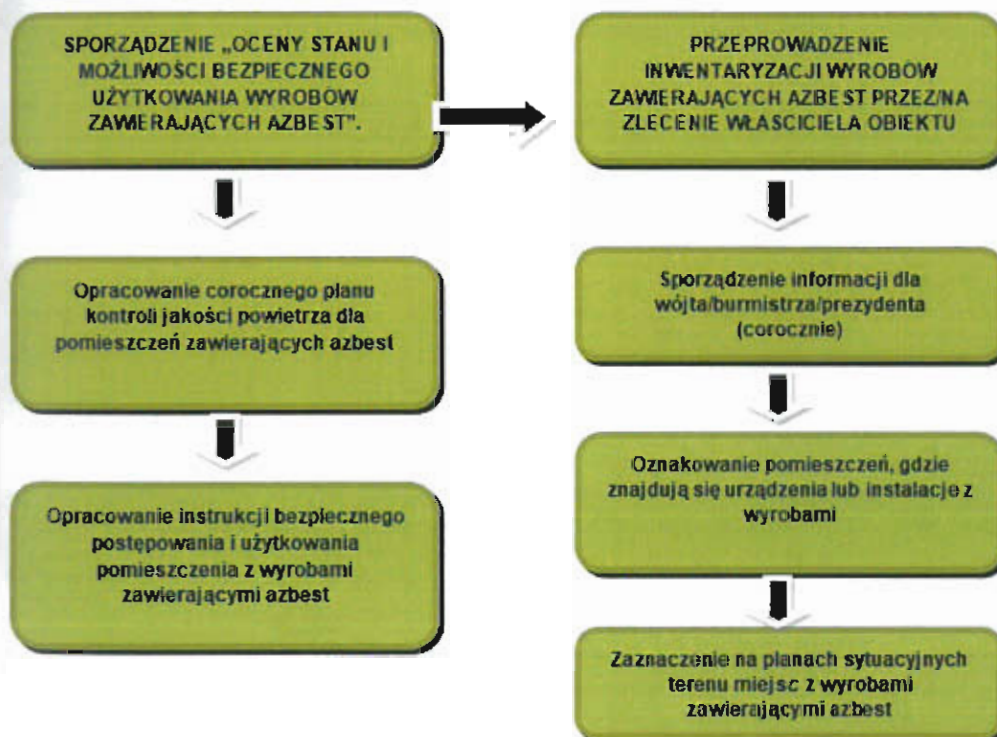 SPORZĄDZENIE „OCENY STANU I
MOŻLIWOŚCI BEZPIECZNEGO
UŻYTKOWANIA WYROBÓW
ZAWIERAJĄCYCH AZBEST".
Opracowanie corocznego planu
kontroli jakości powietrza dla
pomieszczeń zawierających azbest
Opracowanie instrukcji bezpiecznego
postępowania i użytkowania
pomieszczenia z wyrobami
zawierającymi azbest
PRZEPROWADZENIE
INWENTARYZACJI WYROBÓW
ZAWIERAJĄCYCH AZBEST PRZEZ/NA
ZLECENIE WŁASCICIELA OBIEKTU
Sporządzenie informacji dla
wójta/burmistrza/prezydenta
(corocznie)
Oznakowanie pomieszczeń, gdzie
znajdują się urządzenia lub instalacje z
wyrobami
Zaznaczenie na planach sytuacyjnych
terenu miejsc z wyrobami
zawierającymi azbest